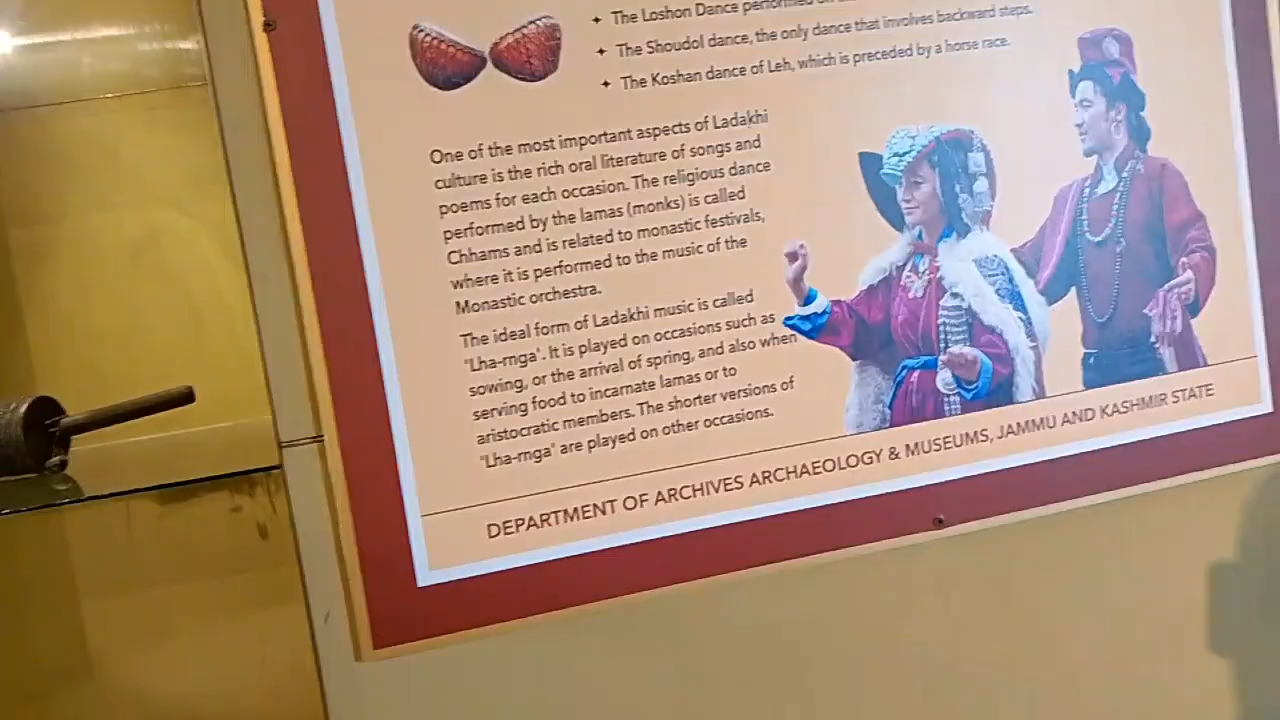 ✦ The Loshon Dance performed on
✦ The Shoudol dance, the only dance that involves backward steps.
✦ The Koshan dance of Leh, which is preceded by a horse race.
One of the most important aspects of Ladakhi
culture is the rich oral literature of songs and
poems for each occasion. The religious dance
performed by the lamas (monks) is called
Chhams and is related to monastic festivals,
where it is performed to the music of the
Monastic orchestra.
The ideal form of Ladakhi music is called
"Lha-rnga'. It is played on occasions such as
sowing, or the arrival of spring, and also when
serving food to incarnate lamas or to
aristocratic members. The shorter versions of
"Lha-rnga" are played on other occasions.
DEPARTMENT OF ARCHIVES ARCHAEOLOGY & MUSEUMS, JAMMU AND KASHMIR STATE